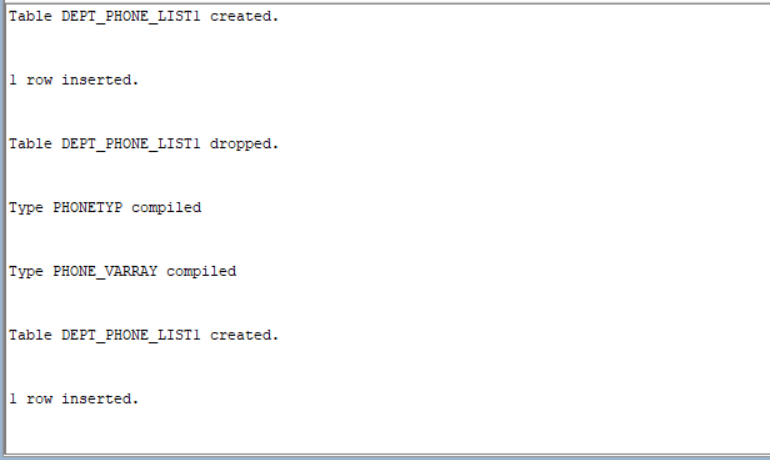 Table DEPT_PHONE_LIST1 created.
1 row inserted.
Table DEPT_PHONE_LIST1 dropped.
Type PHONETYP compiled
Type PHONE_VARRAY compiled
Table DEPT_PHONE_LIST1 created.
1 row inserted.